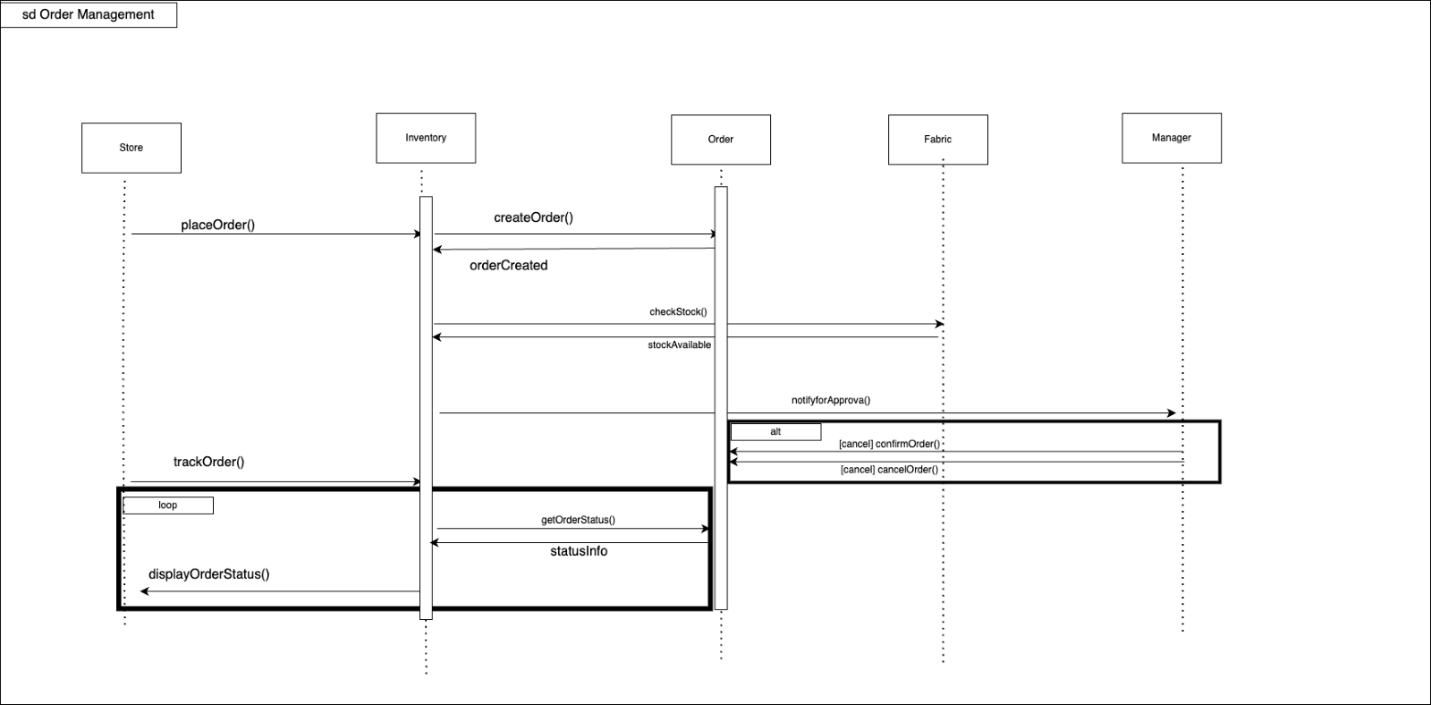 sd Order Management
Store
Inventory
Order
Fabric
Manager
placeOrder()
createOrder()
orderCreated
checkStock()
stockAvailable
notifyforApprova()
alt
[cancel] confirmOrder()
[cancel] cancelOrder()
trackOrder()
loop
getOrderStatus()
statusInfo
displayOrderStatus()